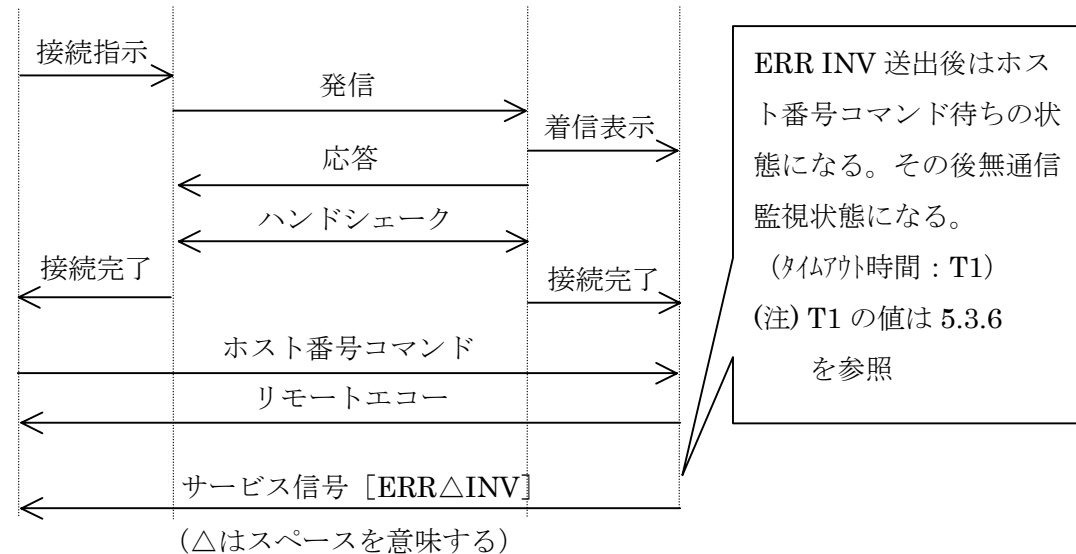 接続指示
発信
着信表示
応答
ハンドシェーク
接続完了
接続完了
ホスト番号コマンド
リモートエコー
サービス信号［ERR△INV］
（△はスペースを意味する）
ERR INV 送出後はホス
ト番号コマンド待ちの状
態になる。その後無通信
監視状態になる。
（ﾀｲﾑｱｳﾄ時間：T1）
(注) T1 の値は 5.3.6
を参照